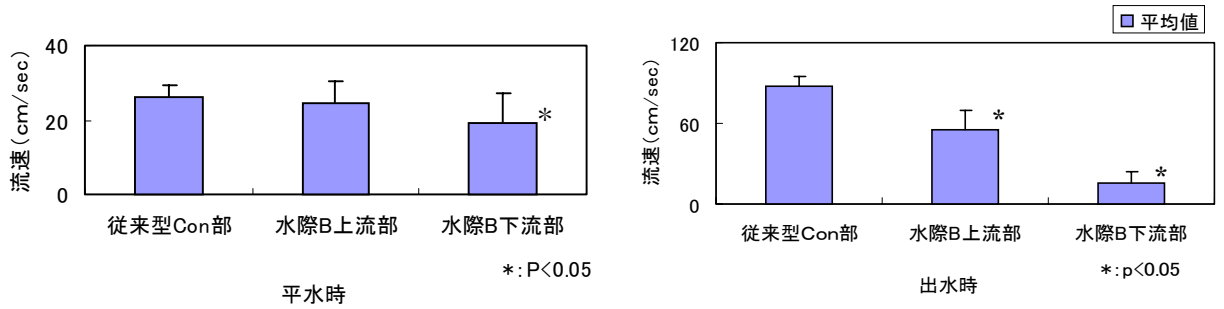 平均値
40
20
0
流速(cm/sec)
*
従来型Con部 水際B上流部 水際B下流部
*:P<0.05
平水時
120
60
0
流速(cm/sec)
*
*
従来型Con部 水際B上流部 水際B下流部
*:p<0.05
出水時